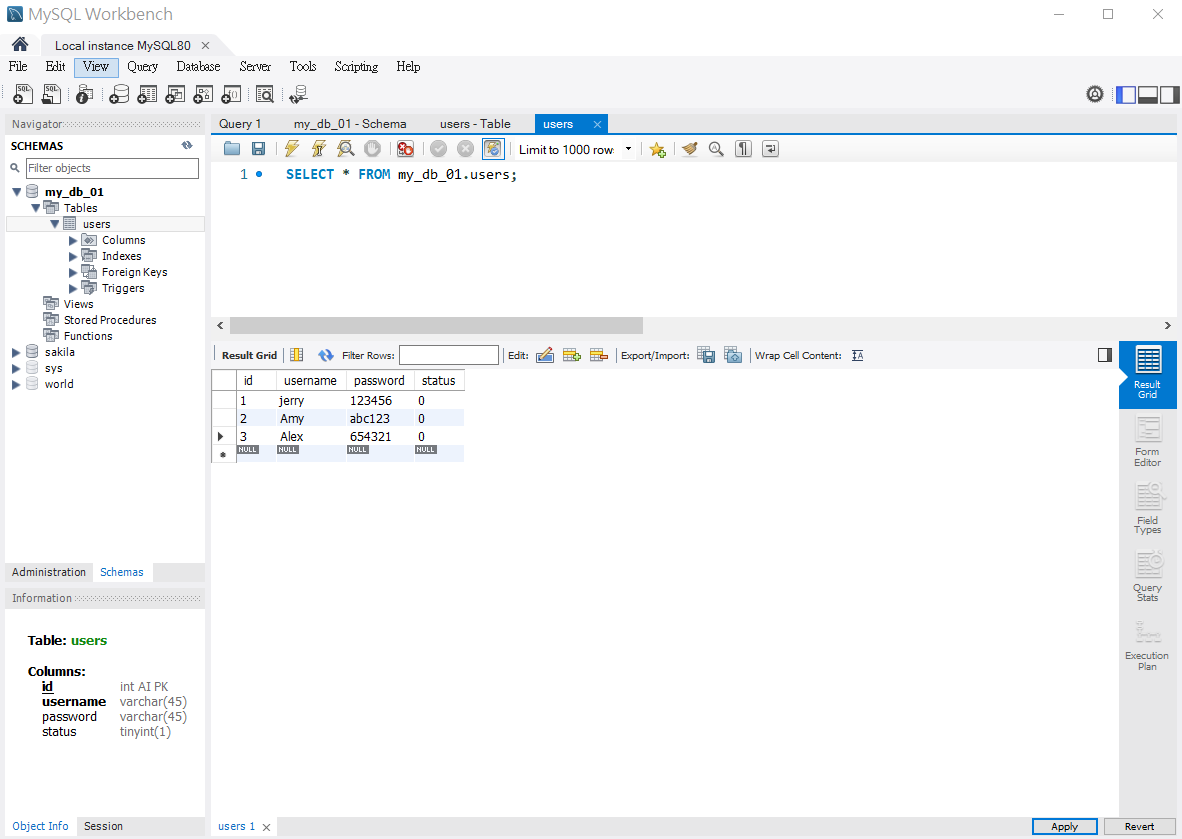 MySQL Workbench
Local instance MySQL80
File Edit View Query Database Server Tools Scripting Help
Navigator
SCHEMAS
Filter objects
my_db_01
Tables
users
Columns
Indexes
Foreign Keys
Triggers
Views
Stored Procedures
Functions
sakila
sys
world
Administration Schemas
Information
Table: users
Columns:
id int AI PK
username varchar(45)
password varchar(45)
status tinyint(1)
Object Info Session
Query 1 my_db_01 - Schema users - Table users
Limit to 1000 rows
1 SELECT * FROM my_db_01.users;
Result Grid Filter Rows: Edit: Export/Import: Wrap Cell Content: IA
id username password status
1 jerry 123456 0
2 Amy abc123 0
3 Alex 654321 0
NULL NULL NULL NULL
Result
Grid
Form
Editor
Field
Types
Query
Stats
Execution
Plan
users 1
Apply Revert